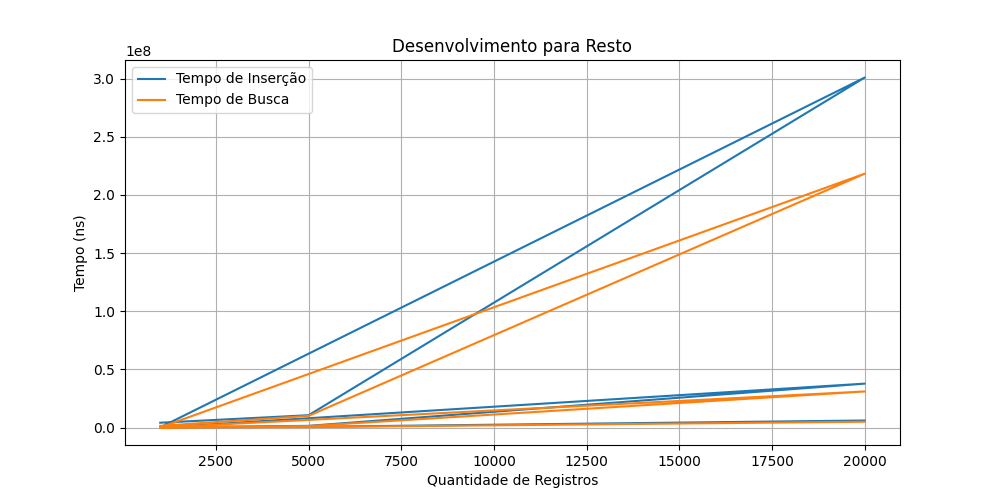 Desenvolvimento para Resto
1e8
Tempo de Inserção
Tempo de Busca
3.0
2.5
2.0
1.5
1.0
0.5
0.0
Tempo (ns)
2500 5000 7500 10000 12500 15000 17500 20000
Quantidade de Registros